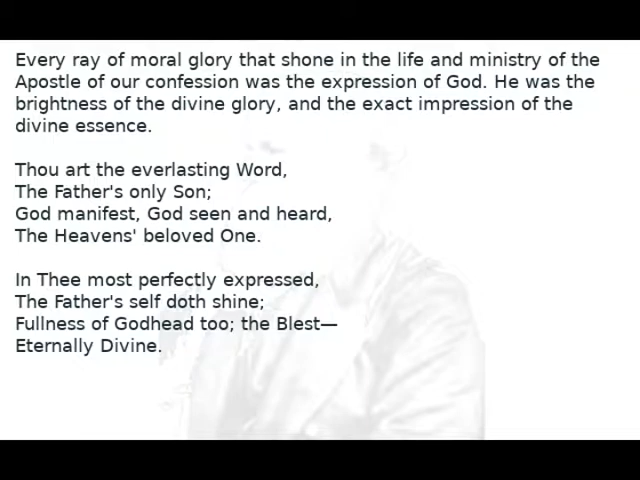 Every ray of moral glory that shone in the life and ministry of the
Apostle of our confession was the expression of God. He was the
brightness of the divine glory, and the exact impression of the
divine essence.
Thou art the everlasting Word,
The Father's only Son;
God manifest, God seen and heard,
The Heavens' beloved One.
In Thee most perfectly expressed,
The Father's self doth shine;
Fullness of Godhead too; the Blest—
Eternally Divine.